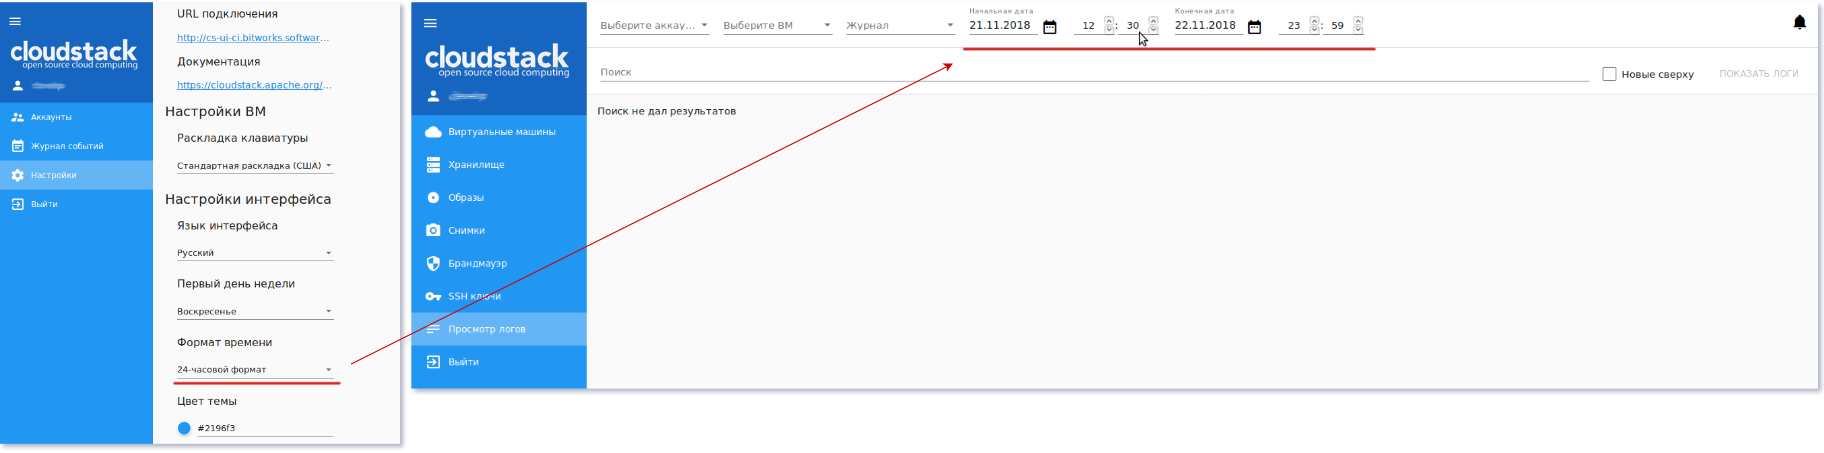 cloudstack
open source cloud computing
Аккаунты
Журнал событий
Настройки
Выйти
URL подключения
http://cs-ui-ci.bitworks.softwar...
Документация
https://cloudstack.apache.org/...
Настройки ВМ
Раскладка клавиатуры
Стандартная раскладка (США)
Настройки интерфейса
Язык интерфейса
Русский
Первый день недели
Воскресенье
Формат времени
24-часовой формат
Цвет темы
#2196f3
cloudstack
open source cloud computing
Виртуальные машины
Хранилище
Образы
Снимки
Брандмауэр
SSH ключи
Просмотр логов
Выйти
Начальная дата
Конечная дата
Выберите аккау... Выберите ВМ Журнал 21.11.2018 12 : 30 22.11.2018 23 : 59
Поиск
Новые сверху ПОКАЗАТЬ ЛОГИ
Поиск не дал результатов